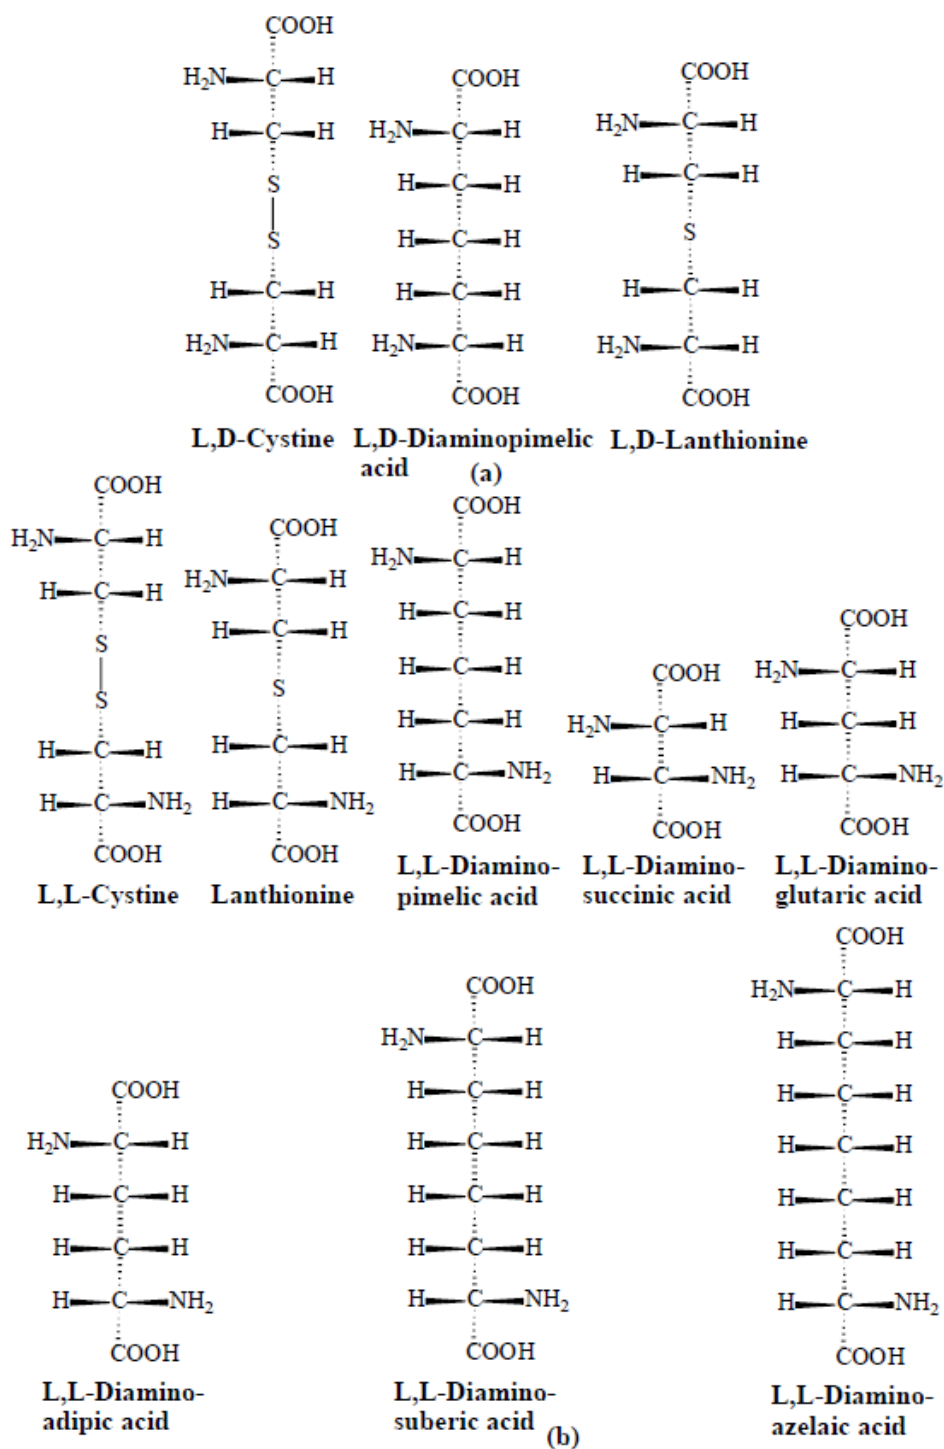 COOH
H₂N C H
H C H
S
S
H C H
H₂N C H
COOH
L,D-Cystine
COOH
H₂N C H
H C H
H C H
H C H
H₂N C H
COOH
L,D-Diaminopimelic
acid
COOH
H₂N C H
H C H
S
H C H
H₂N C H
COOH
L,D-Lanthionine
(a)
COOH
H₂N C H
H C H
S
S
H C H
H C NH₂
COOH
L,L-Cystine
COOH
H₂N C H
H C H
S
H C H
H C NH₂
COOH
Lanthionine
COOH
H₂N C H
H C H
H C H
H C H
H C NH₂
COOH
L,L-Diamino-
pimelic acid
COOH
H₂N C H
H C NH₂
COOH
L,L-Diamino-
succinic acid
COOH
H₂N C H
H C H
H C NH₂
COOH
L,L-Diamino-
glutaric acid
COOH
H₂N C H
H C H
H C H
H C NH₂
COOH
L,L-Diamino-
adipic acid
COOH
H₂N C H
H C H
H C H
H C H
H C H
H C NH₂
COOH
L,L-Diamino-
suberic acid
COOH
H₂N C H
H C H
H C H
H C H
H C H
H C H
H C NH₂
COOH
L,L-Diamino-
azelaic acid
(b)